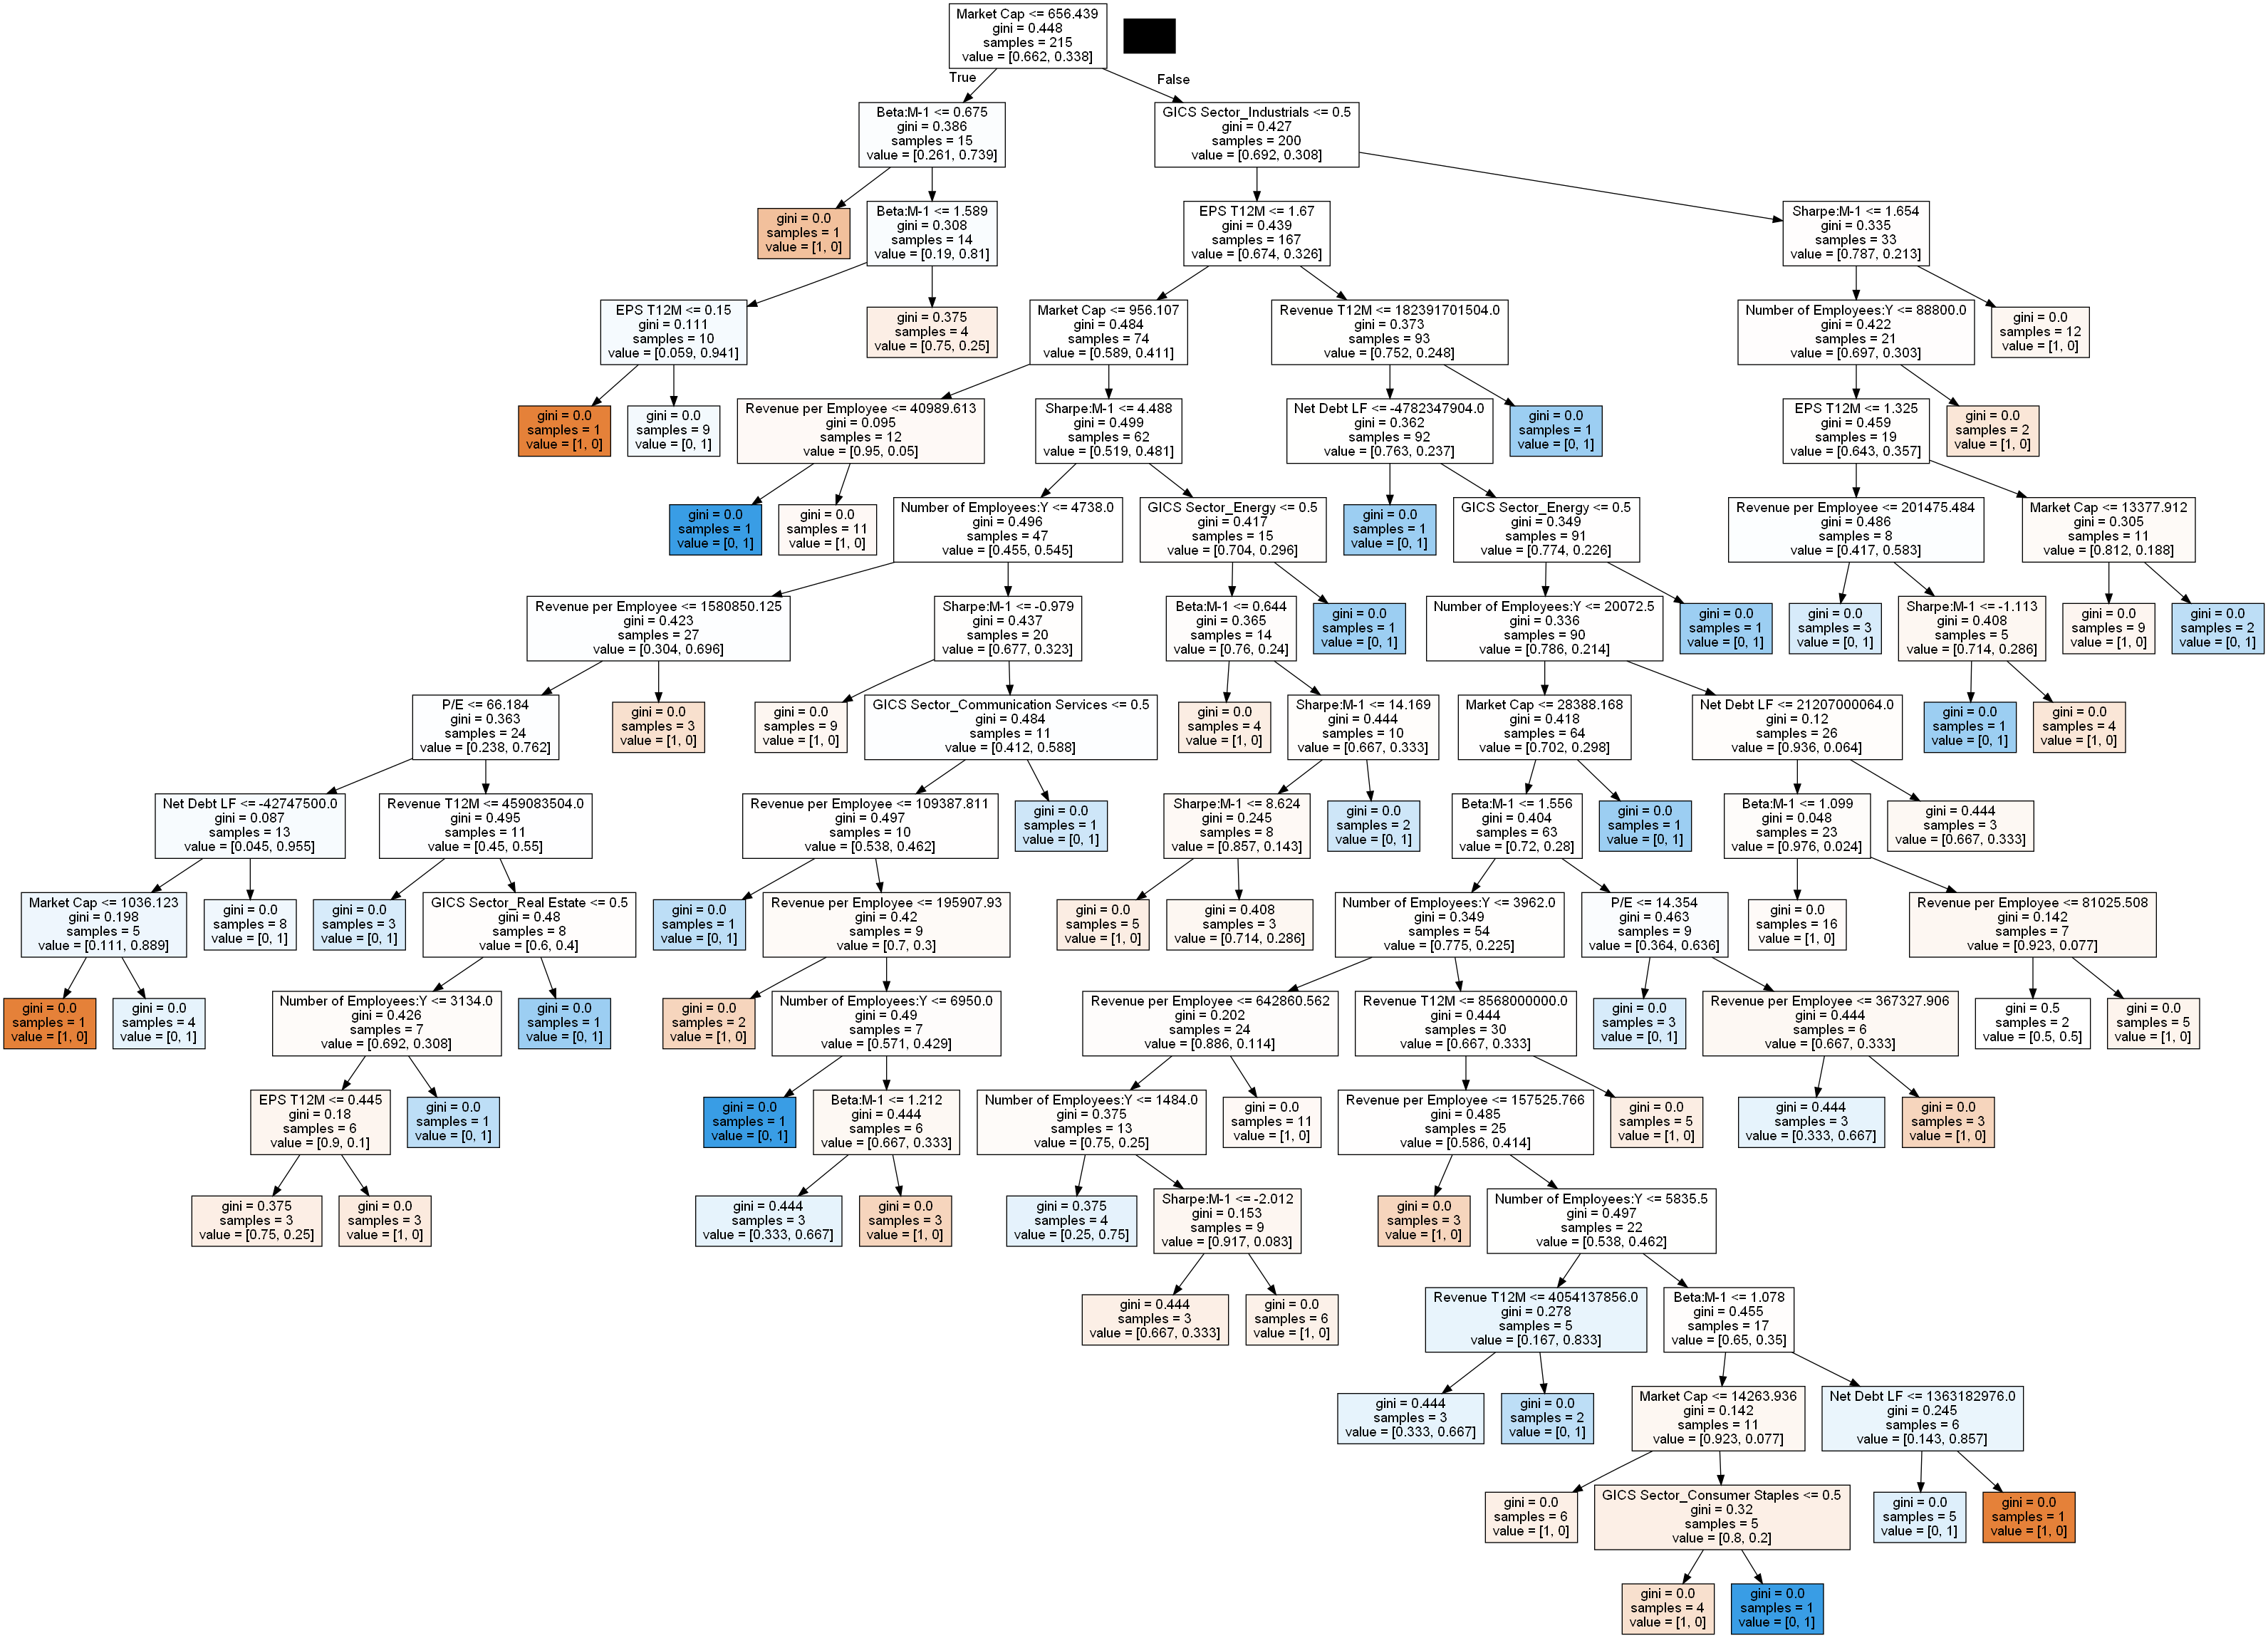 Market Cap <= 656.439
gini = 0.448
samples = 215
value = [0.662, 0.338]
True
False
Beta:M-1 <= 0.675
gini = 0.386
samples = 15
value = [0.261, 0.739]
GICS Sector_Industrials <= 0.5
gini = 0.427
samples = 200
value = [0.692, 0.308]
gini = 0.0
samples = 1
value = [1, 0]
Beta:M-1 <= 1.589
gini = 0.308
samples = 14
value = [0.19, 0.81]
EPS T12M <= 1.67
gini = 0.439
samples = 167
value = [0.674, 0.326]
Sharpe:M-1 <= 1.654
gini = 0.335
samples = 33
value = [0.787, 0.213]
EPS T12M <= 0.15
gini = 0.111
samples = 10
value = [0.059, 0.941]
gini = 0.375
samples = 4
value = [0.75, 0.25]
Market Cap <= 956.107
gini = 0.484
samples = 74
value = [0.589, 0.411]
Revenue T12M <= 182391701504.0
gini = 0.373
samples = 93
value = [0.752, 0.248]
Number of Employees:Y <= 88800.0
gini = 0.422
samples = 21
value = [0.697, 0.303]
gini = 0.0
samples = 12
value = [1, 0]
gini = 0.0
samples = 1
value = [1, 0]
gini = 0.0
samples = 9
value = [0, 1]
Revenue per Employee <= 40989.613
gini = 0.095
samples = 12
value = [0.95, 0.05]
Sharpe:M-1 <= 4.488
gini = 0.499
samples = 62
value = [0.519, 0.481]
Net Debt LF <= -4782347904.0
gini = 0.362
samples = 92
value = [0.763, 0.237]
gini = 0.0
samples = 1
value = [0, 1]
EPS T12M <= 1.325
gini = 0.459
samples = 19
value = [0.643, 0.357]
gini = 0.0
samples = 2
value = [1, 0]
gini = 0.0
samples = 1
value = [0, 1]
gini = 0.0
samples = 11
value = [1, 0]
Number of Employees:Y <= 4738.0
gini = 0.496
samples = 47
value = [0.455, 0.545]
GICS Sector_Energy <= 0.5
gini = 0.417
samples = 15
value = [0.704, 0.296]
gini = 0.0
samples = 1
value = [0, 1]
GICS Sector_Energy <= 0.5
gini = 0.349
samples = 91
value = [0.774, 0.226]
Revenue per Employee <= 201475.484
gini = 0.486
samples = 8
value = [0.417, 0.583]
Market Cap <= 13377.912
gini = 0.305
samples = 11
value = [0.812, 0.188]
Revenue per Employee <= 1580850.125
gini = 0.423
samples = 27
value = [0.304, 0.696]
Sharpe:M-1 <= -0.979
gini = 0.437
samples = 20
value = [0.677, 0.323]
Beta:M-1 <= 0.644
gini = 0.365
samples = 14
value = [0.76, 0.24]
gini = 0.0
samples = 1
value = [0, 1]
Number of Employees:Y <= 20072.5
gini = 0.336
samples = 90
value = [0.786, 0.214]
gini = 0.0
samples = 1
value = [0, 1]
gini = 0.0
samples = 3
value = [0, 1]
Sharpe:M-1 <= -1.113
gini = 0.408
samples = 5
value = [0.714, 0.286]
gini = 0.0
samples = 9
value = [1, 0]
gini = 0.0
samples = 2
value = [0, 1]
P/E <= 66.184
gini = 0.363
samples = 24
value = [0.238, 0.762]
gini = 0.0
samples = 3
value = [1, 0]
gini = 0.0
samples = 9
value = [1, 0]
GICS Sector_Communication Services <= 0.5
gini = 0.484
samples = 11
value = [0.412, 0.588]
gini = 0.0
samples = 4
value = [1, 0]
Sharpe:M-1 <= 14.169
gini = 0.444
samples = 10
value = [0.667, 0.333]
Market Cap <= 28388.168
gini = 0.418
samples = 64
value = [0.702, 0.298]
Net Debt LF <= 21207000064.0
gini = 0.12
samples = 26
value = [0.936, 0.064]
gini = 0.0
samples = 1
value = [0, 1]
gini = 0.0
samples = 4
value = [1, 0]
Net Debt LF <= -42747500.0
gini = 0.087
samples = 13
value = [0.045, 0.955]
Revenue T12M <= 459083504.0
gini = 0.495
samples = 11
value = [0.45, 0.55]
Revenue per Employee <= 109387.811
gini = 0.497
samples = 10
value = [0.538, 0.462]
gini = 0.0
samples = 1
value = [0, 1]
Sharpe:M-1 <= 8.624
gini = 0.245
samples = 8
value = [0.857, 0.143]
gini = 0.0
samples = 2
value = [0, 1]
Beta:M-1 <= 1.556
gini = 0.404
samples = 63
value = [0.72, 0.28]
gini = 0.0
samples = 1
value = [0, 1]
Beta:M-1 <= 1.099
gini = 0.048
samples = 23
value = [0.976, 0.024]
gini = 0.444
samples = 3
value = [0.667, 0.333]
Market Cap <= 1036.123
gini = 0.198
samples = 5
value = [0.111, 0.889]
gini = 0.0
samples = 8
value = [0, 1]
gini = 0.0
samples = 3
value = [0, 1]
GICS Sector_Real Estate <= 0.5
gini = 0.48
samples = 8
value = [0.6, 0.4]
gini = 0.0
samples = 1
value = [0, 1]
Revenue per Employee <= 195907.93
gini = 0.42
samples = 9
value = [0.7, 0.3]
gini = 0.0
samples = 5
value = [1, 0]
gini = 0.408
samples = 3
value = [0.714, 0.286]
Number of Employees:Y <= 3962.0
gini = 0.349
samples = 54
value = [0.775, 0.225]
P/E <= 14.354
gini = 0.463
samples = 9
value = [0.364, 0.636]
gini = 0.0
samples = 16
value = [1, 0]
Revenue per Employee <= 81025.508
gini = 0.142
samples = 7
value = [0.923, 0.077]
gini = 0.0
samples = 1
value = [1, 0]
gini = 0.0
samples = 4
value = [0, 1]
Number of Employees:Y <= 3134.0
gini = 0.426
samples = 7
value = [0.692, 0.308]
gini = 0.0
samples = 1
value = [0, 1]
gini = 0.0
samples = 2
value = [1, 0]
Number of Employees:Y <= 6950.0
gini = 0.49
samples = 7
value = [0.571, 0.429]
Revenue per Employee <= 642860.562
gini = 0.202
samples = 24
value = [0.886, 0.114]
Revenue T12M <= 8568000000.0
gini = 0.444
samples = 30
value = [0.667, 0.333]
gini = 0.0
samples = 3
value = [0, 1]
Revenue per Employee <= 367327.906
gini = 0.444
samples = 6
value = [0.667, 0.333]
gini = 0.5
samples = 2
value = [0.5, 0.5]
gini = 0.0
samples = 5
value = [1, 0]
EPS T12M <= 0.445
gini = 0.18
samples = 6
value = [0.9, 0.1]
gini = 0.0
samples = 1
value = [0, 1]
gini = 0.0
samples = 1
value = [0, 1]
Beta:M-1 <= 1.212
gini = 0.444
samples = 6
value = [0.667, 0.333]
Number of Employees:Y <= 1484.0
gini = 0.375
samples = 13
value = [0.75, 0.25]
gini = 0.0
samples = 11
value = [1, 0]
Revenue per Employee <= 157525.766
gini = 0.485
samples = 25
value = [0.586, 0.414]
gini = 0.0
samples = 5
value = [1, 0]
gini = 0.444
samples = 3
value = [0.333, 0.667]
gini = 0.0
samples = 3
value = [1, 0]
gini = 0.375
samples = 3
value = [0.75, 0.25]
gini = 0.0
samples = 3
value = [1, 0]
gini = 0.444
samples = 3
value = [0.333, 0.667]
gini = 0.0
samples = 3
value = [1, 0]
gini = 0.375
samples = 4
value = [0.25, 0.75]
Sharpe:M-1 <= -2.012
gini = 0.153
samples = 9
value = [0.917, 0.083]
gini = 0.0
samples = 3
value = [1, 0]
Number of Employees:Y <= 5835.5
gini = 0.497
samples = 22
value = [0.538, 0.462]
gini = 0.444
samples = 3
value = [0.667, 0.333]
gini = 0.0
samples = 6
value = [1, 0]
Revenue T12M <= 4054137856.0
gini = 0.278
samples = 5
value = [0.167, 0.833]
Beta:M-1 <= 1.078
gini = 0.455
samples = 17
value = [0.65, 0.35]
gini = 0.444
samples = 3
value = [0.333, 0.667]
gini = 0.0
samples = 2
value = [0, 1]
Market Cap <= 14263.936
gini = 0.142
samples = 11
value = [0.923, 0.077]
Net Debt LF <= 1363182976.0
gini = 0.245
samples = 6
value = [0.143, 0.857]
gini = 0.0
samples = 6
value = [1, 0]
GICS Sector_Consumer Staples <= 0.5
gini = 0.32
samples = 5
value = [0.8, 0.2]
gini = 0.0
samples = 5
value = [0, 1]
gini = 0.0
samples = 1
value = [1, 0]
gini = 0.0
samples = 4
value = [1, 0]
gini = 0.0
samples = 1
value = [0, 1]